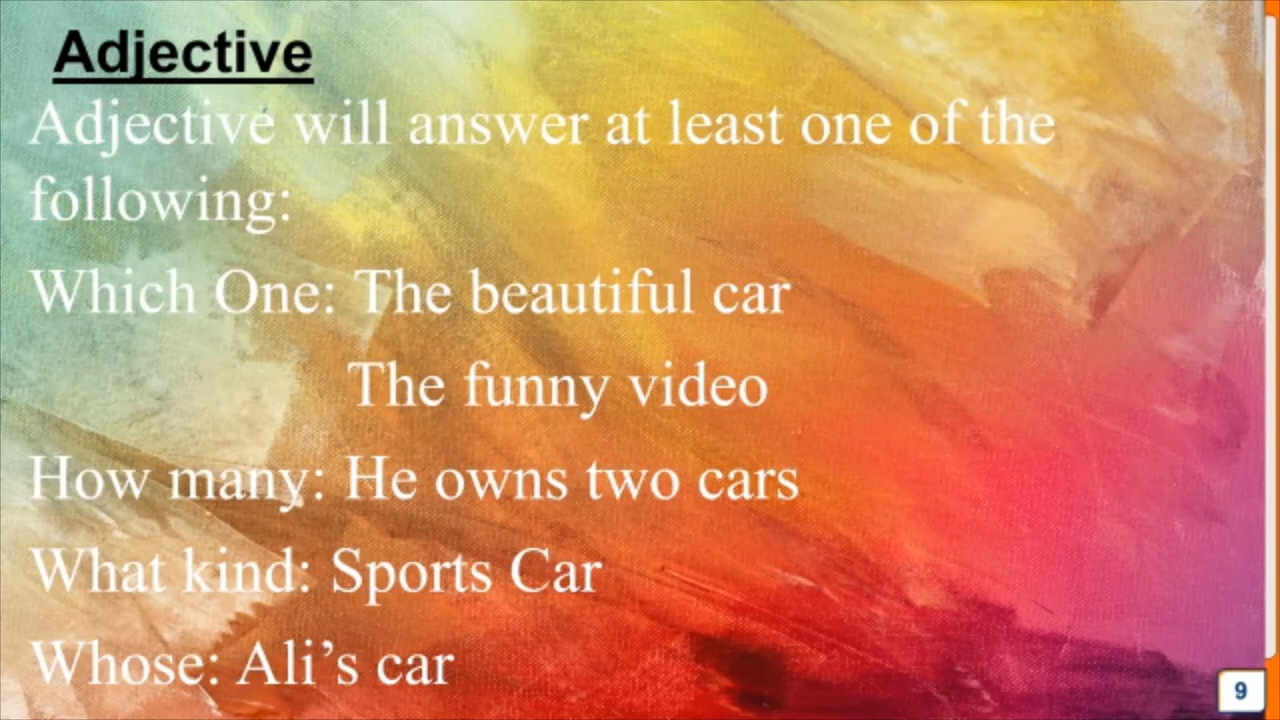 Adjective
Adjective will answer at least one of the
following:
Which One: The beautiful car
The funny video
How many: He owns two cars
What kind: Sports Car
Whose: Ali’s car
9